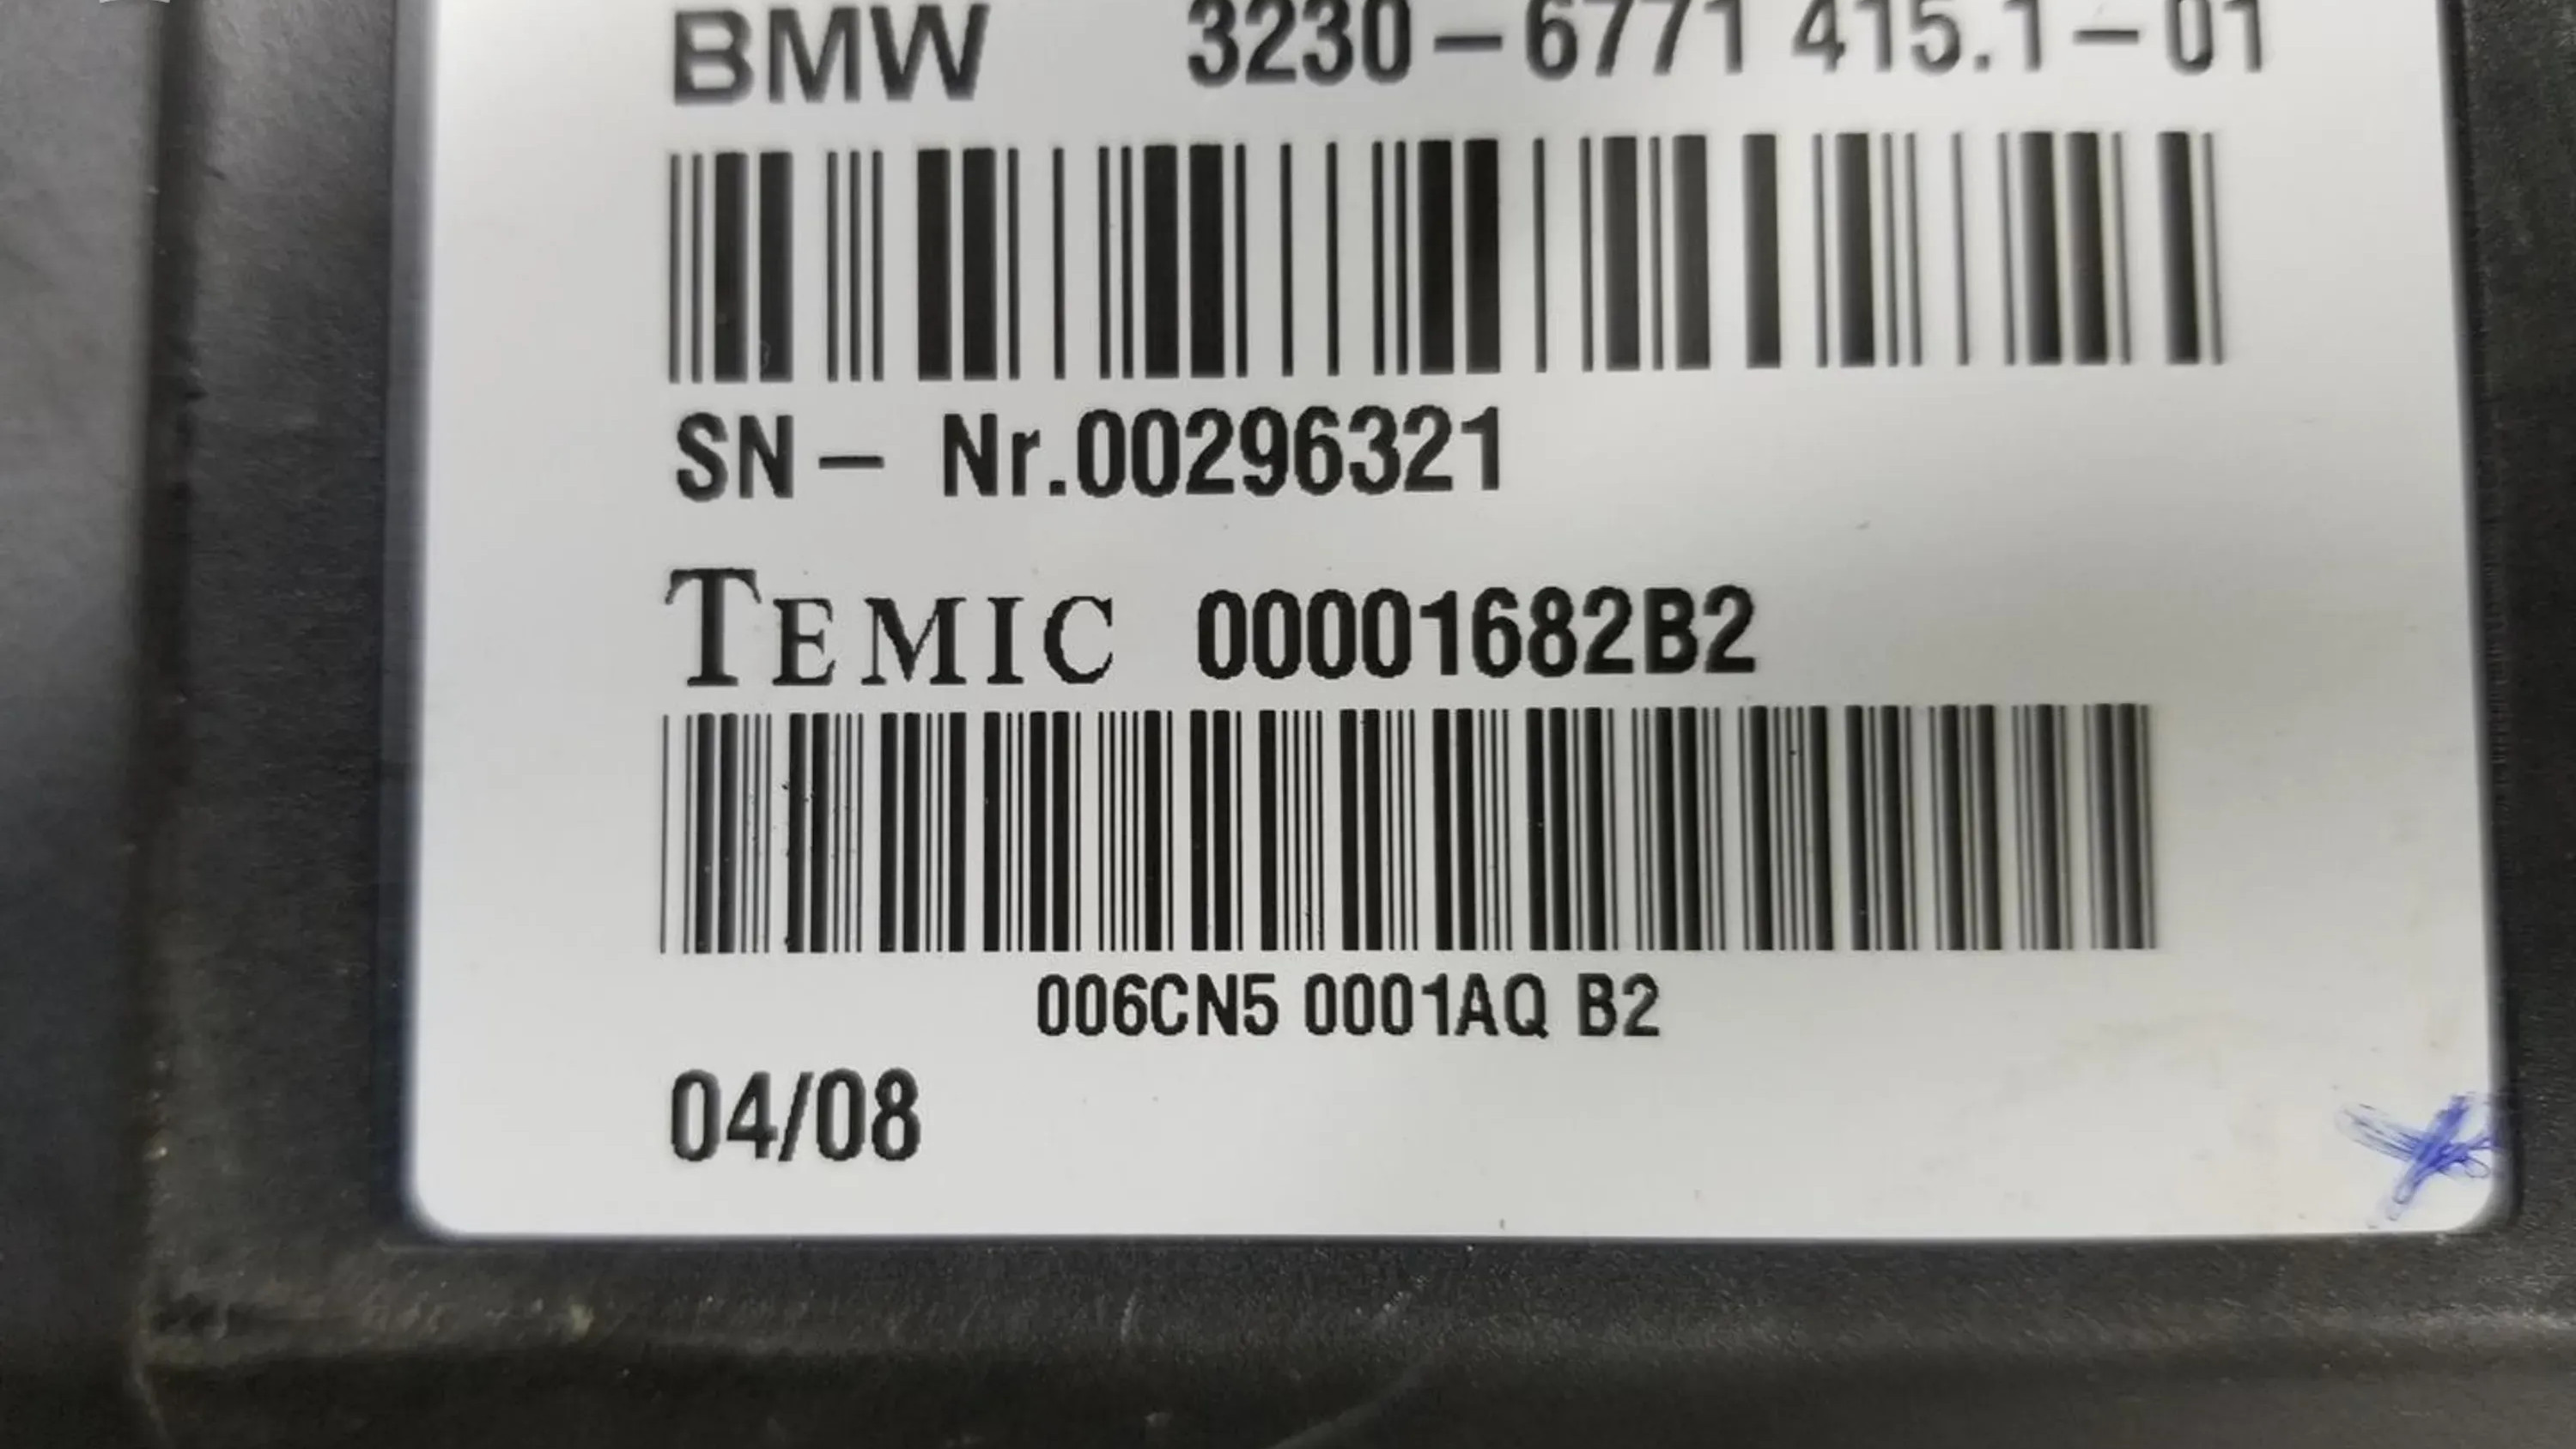 BMW 3230-6771 415.1-01
SN- Nr.00296321
TEMIC 00001682B2
006CN5 0001AQ B2
04/08